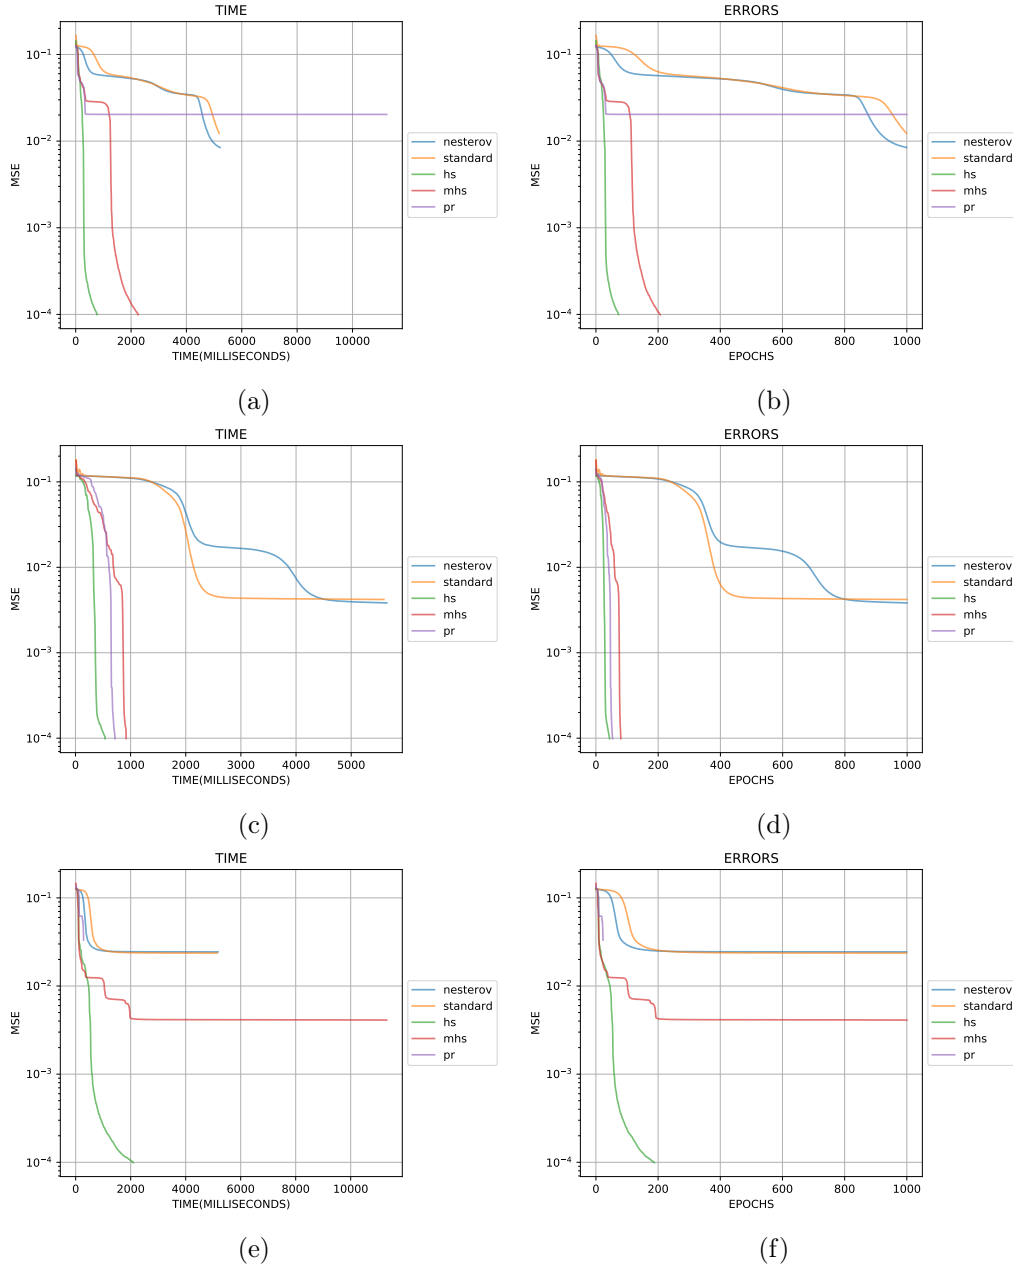 TIME
ERRORS
10⁻¹
10⁻²
10⁻³
10⁻⁴
MSE
0 2000 4000 6000 8000 10000
TIME(MILLISECONDS)
nesterov
standard
hs
mhs
pr
10⁻¹
10⁻²
10⁻³
10⁻⁴
MSE
0 200 400 600 800 1000
EPOCHS
nesterov
standard
hs
mhs
pr
(a)
(b)
TIME
ERRORS
10⁻¹
10⁻²
10⁻³
10⁻⁴
MSE
0 1000 2000 3000 4000 5000
TIME(MILLISECONDS)
nesterov
standard
hs
mhs
pr
10⁻¹
10⁻²
10⁻³
10⁻⁴
MSE
0 200 400 600 800 1000
EPOCHS
nesterov
standard
hs
mhs
pr
(c)
(d)
TIME
ERRORS
10⁻¹
10⁻²
10⁻³
10⁻⁴
MSE
0 2000 4000 6000 8000 10000
TIME(MILLISECONDS)
nesterov
standard
hs
mhs
pr
10⁻¹
10⁻²
10⁻³
10⁻⁴
MSE
0 200 400 600 800 1000
EPOCHS
nesterov
standard
hs
mhs
pr
(e)
(f)